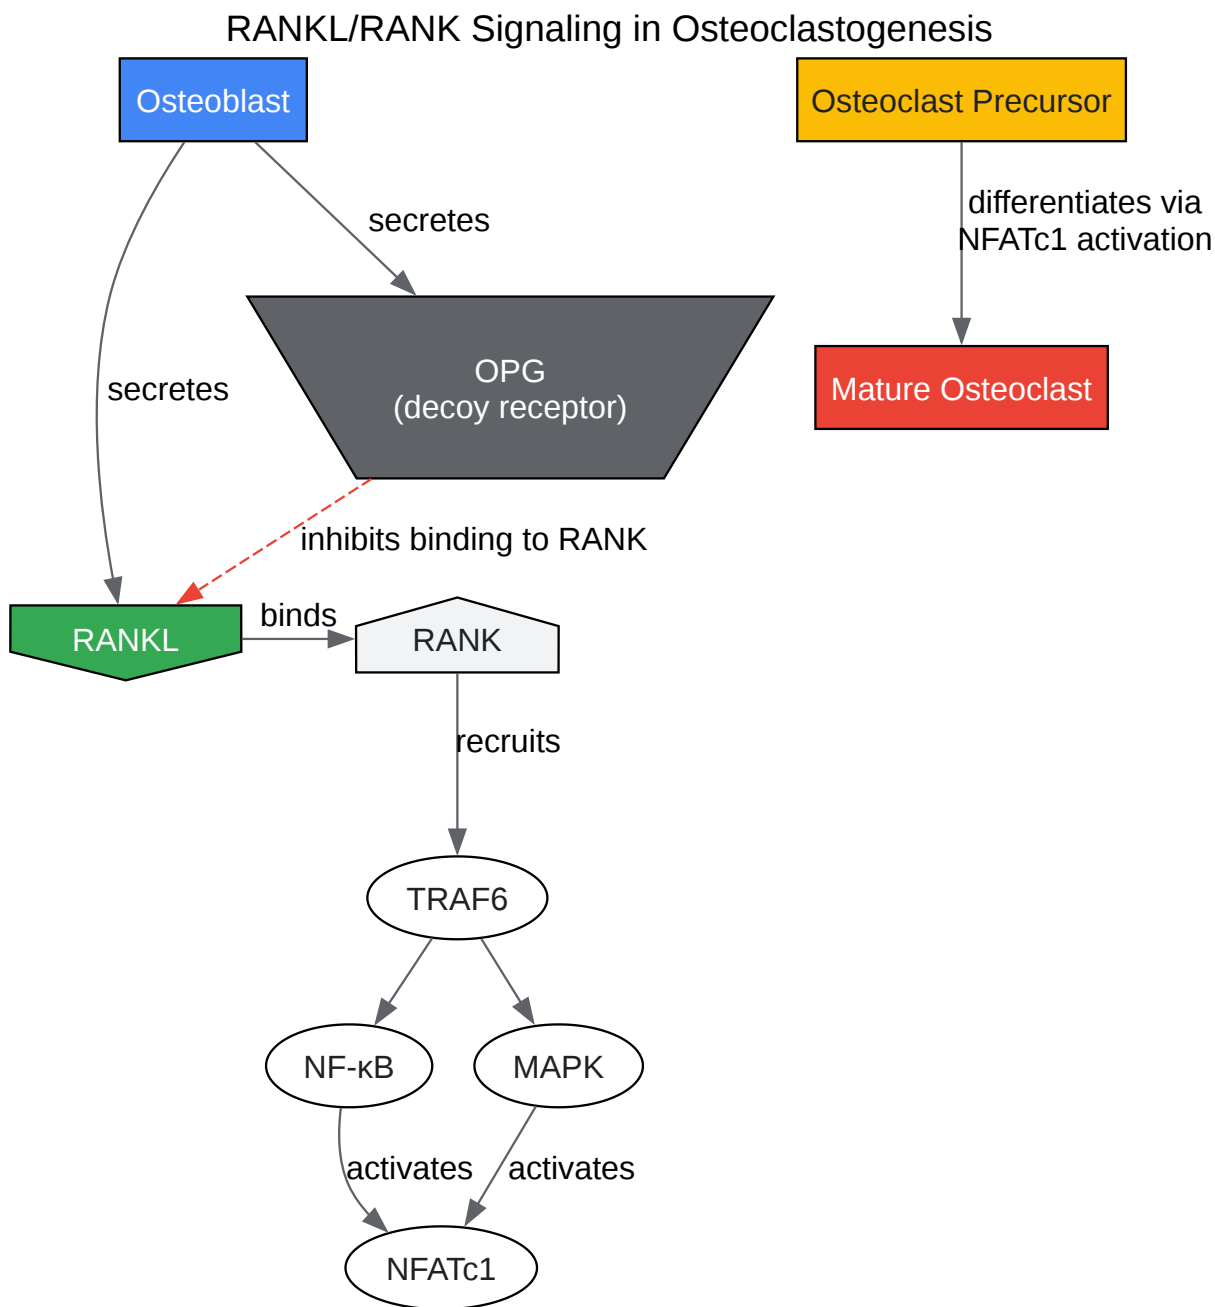 RANKL/RANK Signaling in Osteoclastogenesis
Osteoblast
Osteoclast Precursor
secretes
differentiates via
NFATc1 activation
OPG
(decoy receptor)
secretes
Mature Osteoclast
inhibits binding to RANK
RANKL
binds
RANK
recruits
TRAF6
NF-κB
MAPK
activates
activates
NFATc1